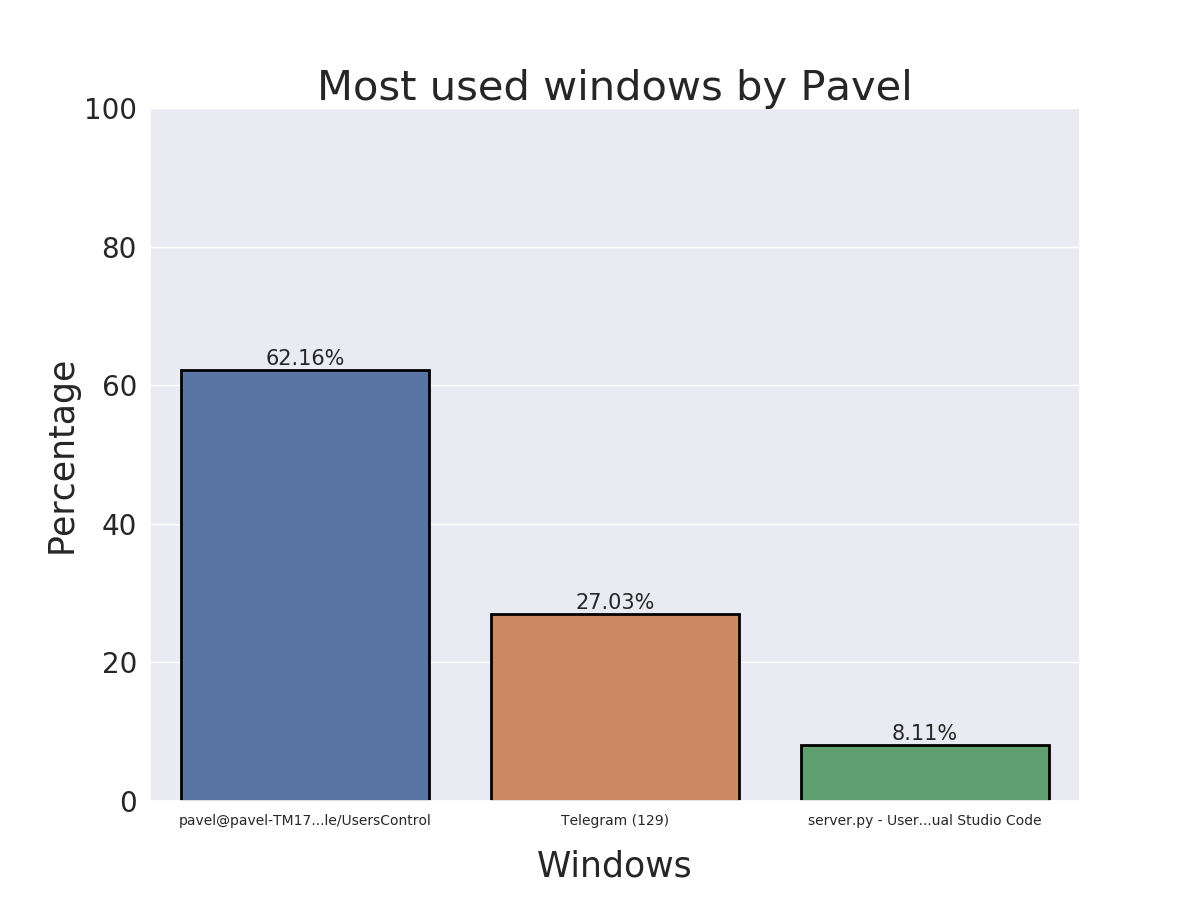 Most used windows by Pavel
100
80
60
40
20
0
Percentage
62.16%
27.03%
8.11%
pavel@pavel-TM17...le/UsersControl
Telegram (129)
server.py - User...ual Studio Code
Windows